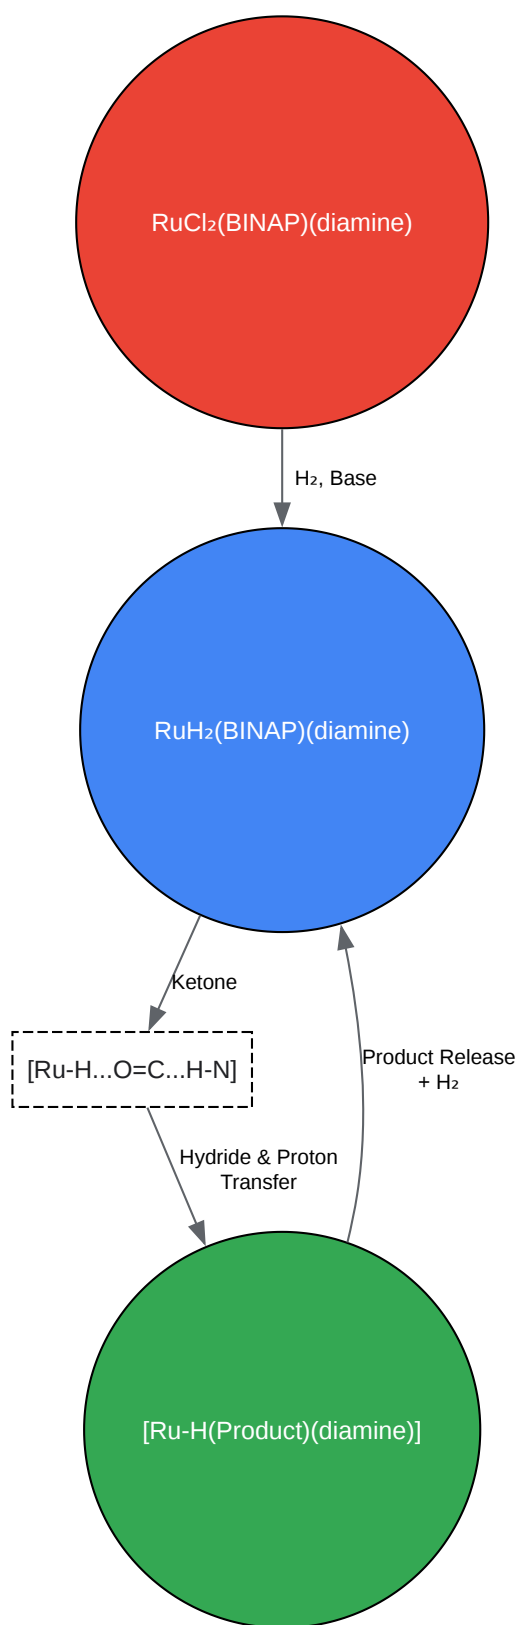 RuCl₂(BINAP)(diamine)
H₂, Base
RuH₂(BINAP)(diamine)
Ketone
[Ru-H...O=C...H-N]
Product Release
+ H₂
Hydride & Proton
Transfer
[Ru-H(Product)(diamine)]